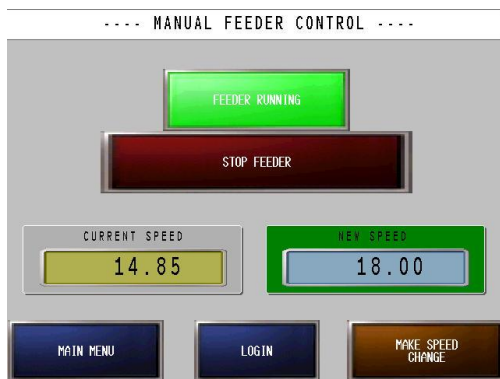 ---- MANUAL FEEDER CONTROL ----
FEEDER RUNNING
STOP FEEDER
CURRENT SPEED
14.85
NEW SPEED
18.00
MAIN MENU
LOGIN
MAKE SPEED
CHANGE